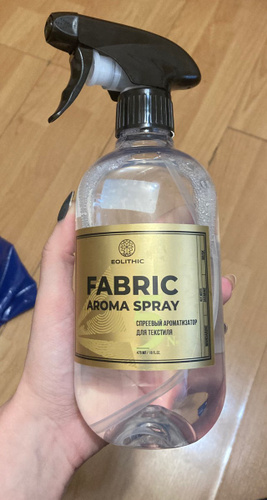 EOLITHIC
FABRIC
AROMA SPRAY
СПРЕЕВЫЙ АРОМАТИЗАТОР
ДЛЯ ТЕКСТИЛЯ